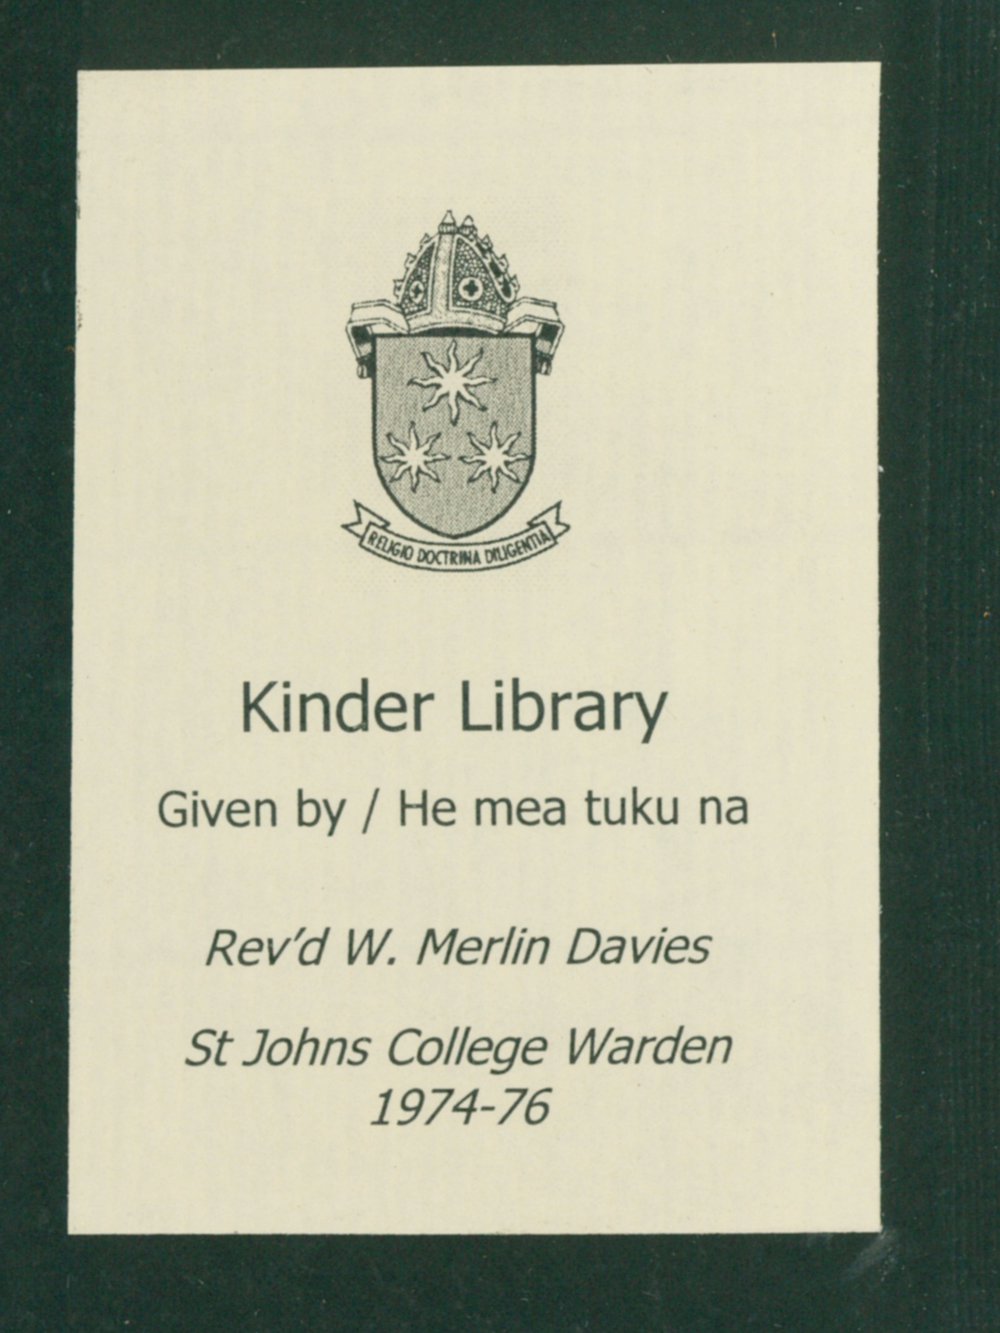 RELIGIO DOCTRINA DILIGENTIA
Kinder Library
Given by / He mea tuku na
Rev'd W. Merlin Davies
St Johns College Warden
1974-76